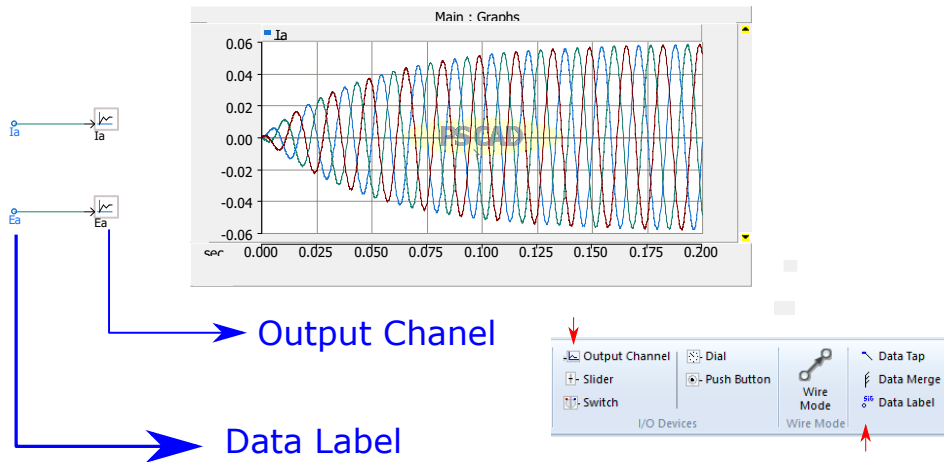 Main : Graphs
Ia
0.06
0.04
0.02
0.00
-0.02
-0.04
-0.06
PSCAD
sec 0.000 0.025 0.050 0.075 0.100 0.125 0.150 0.175 0.200
Ia
Ia
Ea
Ea
Output Chanel
Data Label
Output Channel
Slider
Switch
Dial
Push Button
I/O Devices
Wire
Mode
Wire Mode
Data Tap
Data Merge
SIG
Data Label